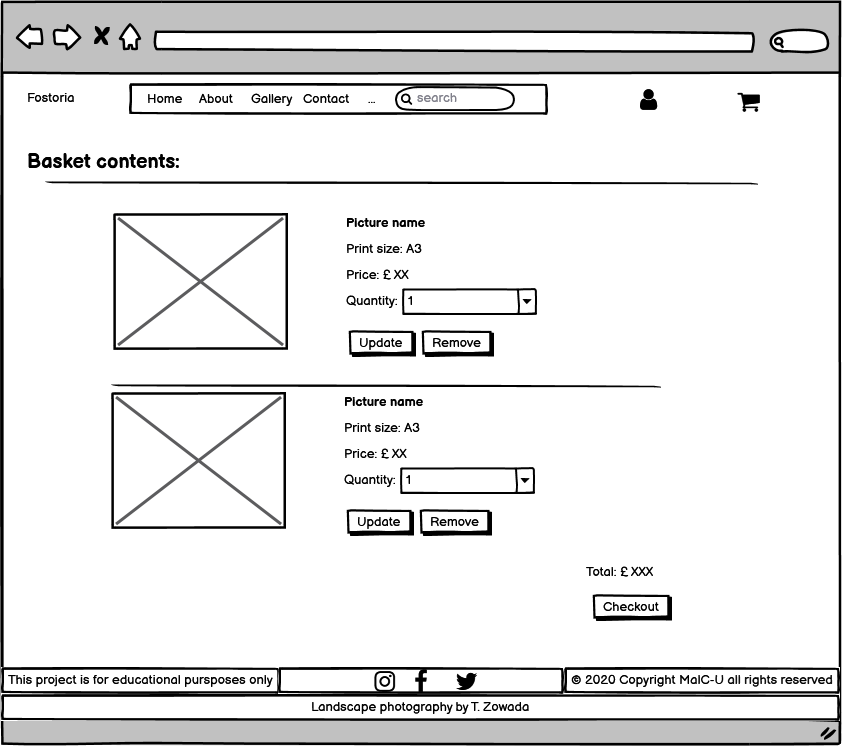 Fostoria
Home About Gallery Contact ... search
Basket contents:
Picture name
Print size: A3
Price: £ XX
Quantity: 1
Update Remove
Picture name
Print size: A3
Price: £ XX
Quantity: 1
Update Remove
Total: £ XXX
Checkout
This project is for educational pursposes only
© 2020 Copyright MalC-U all rights reserved
Landscape photography by T. Zowada